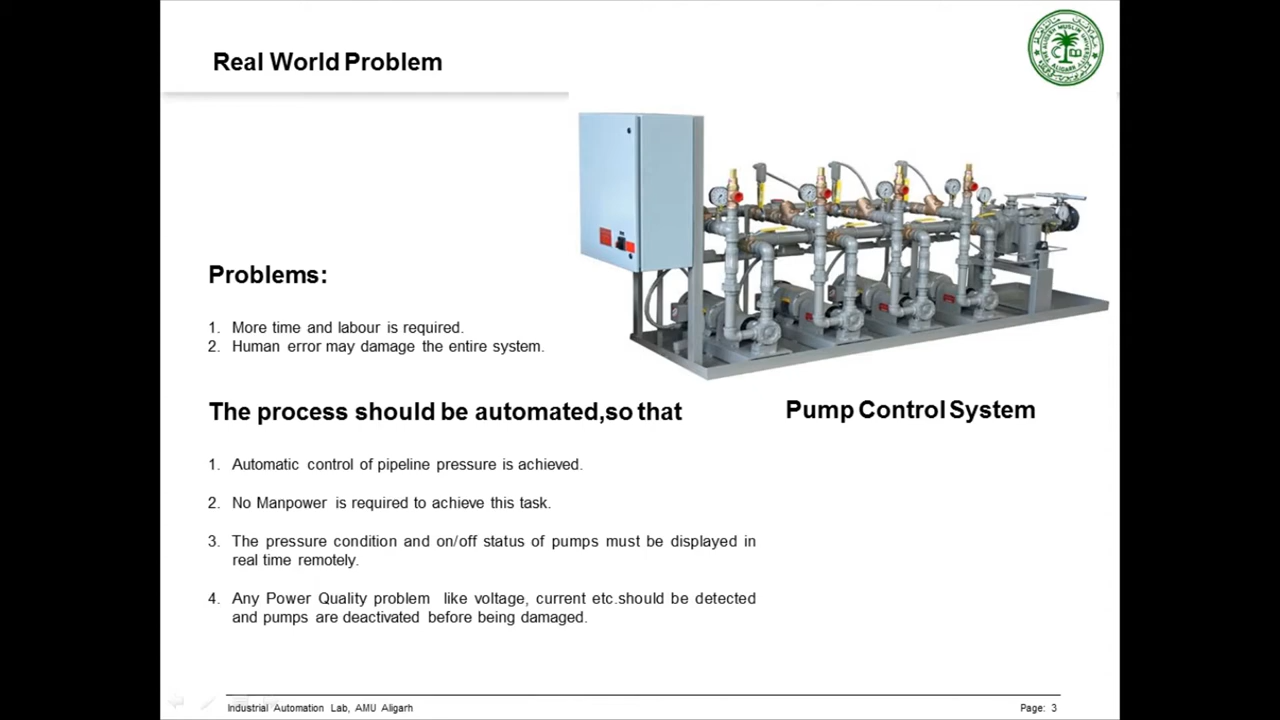 Real World Problem
Problems:
1. More time and labour is required.
2. Human error may damage the entire system.
The process should be automated,so that
Pump Control System
1. Automatic control of pipeline pressure is achieved.
2. No Manpower is required to achieve this task.
3. The pressure condition and on/off status of pumps must be displayed in
real time remotely.
4. Any Power Quality problem like voltage, current etc.should be detected
and pumps are deactivated before being damaged.
Industrial Automation Lab, AMU Aligarh
Page: 3